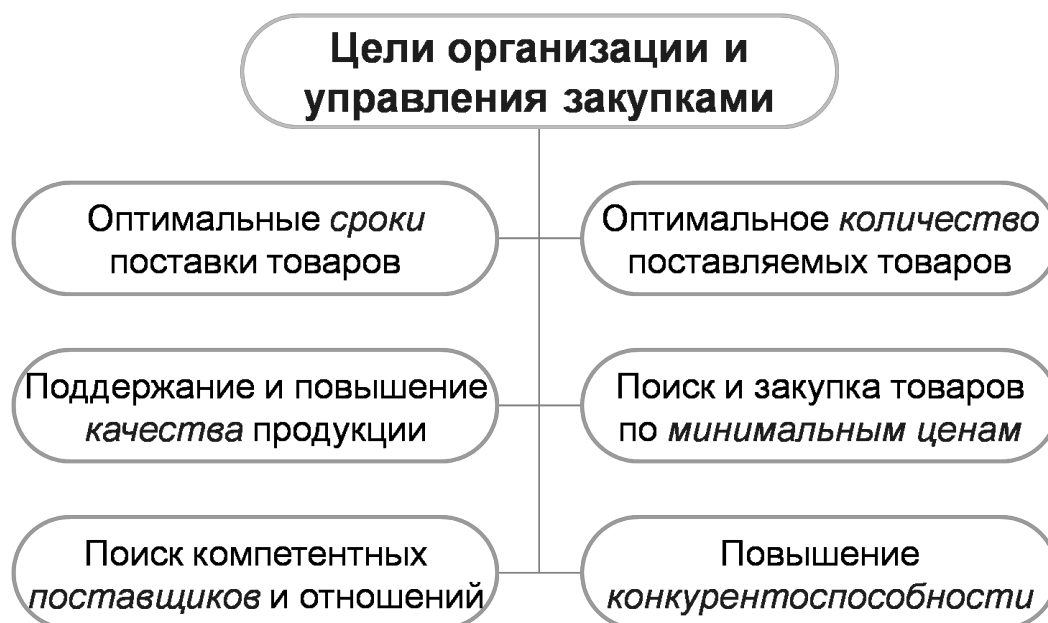 Цели организации и
управления закупками
Оптимальные сроки
поставки товаров
Оптимальное количество
поставляемых товаров
Поддержание и повышение
качества продукции
Поиск и закупка товаров
по минимальным ценам
Поиск компетентных
поставщиков и отношений
Повышение
конкурентоспособности